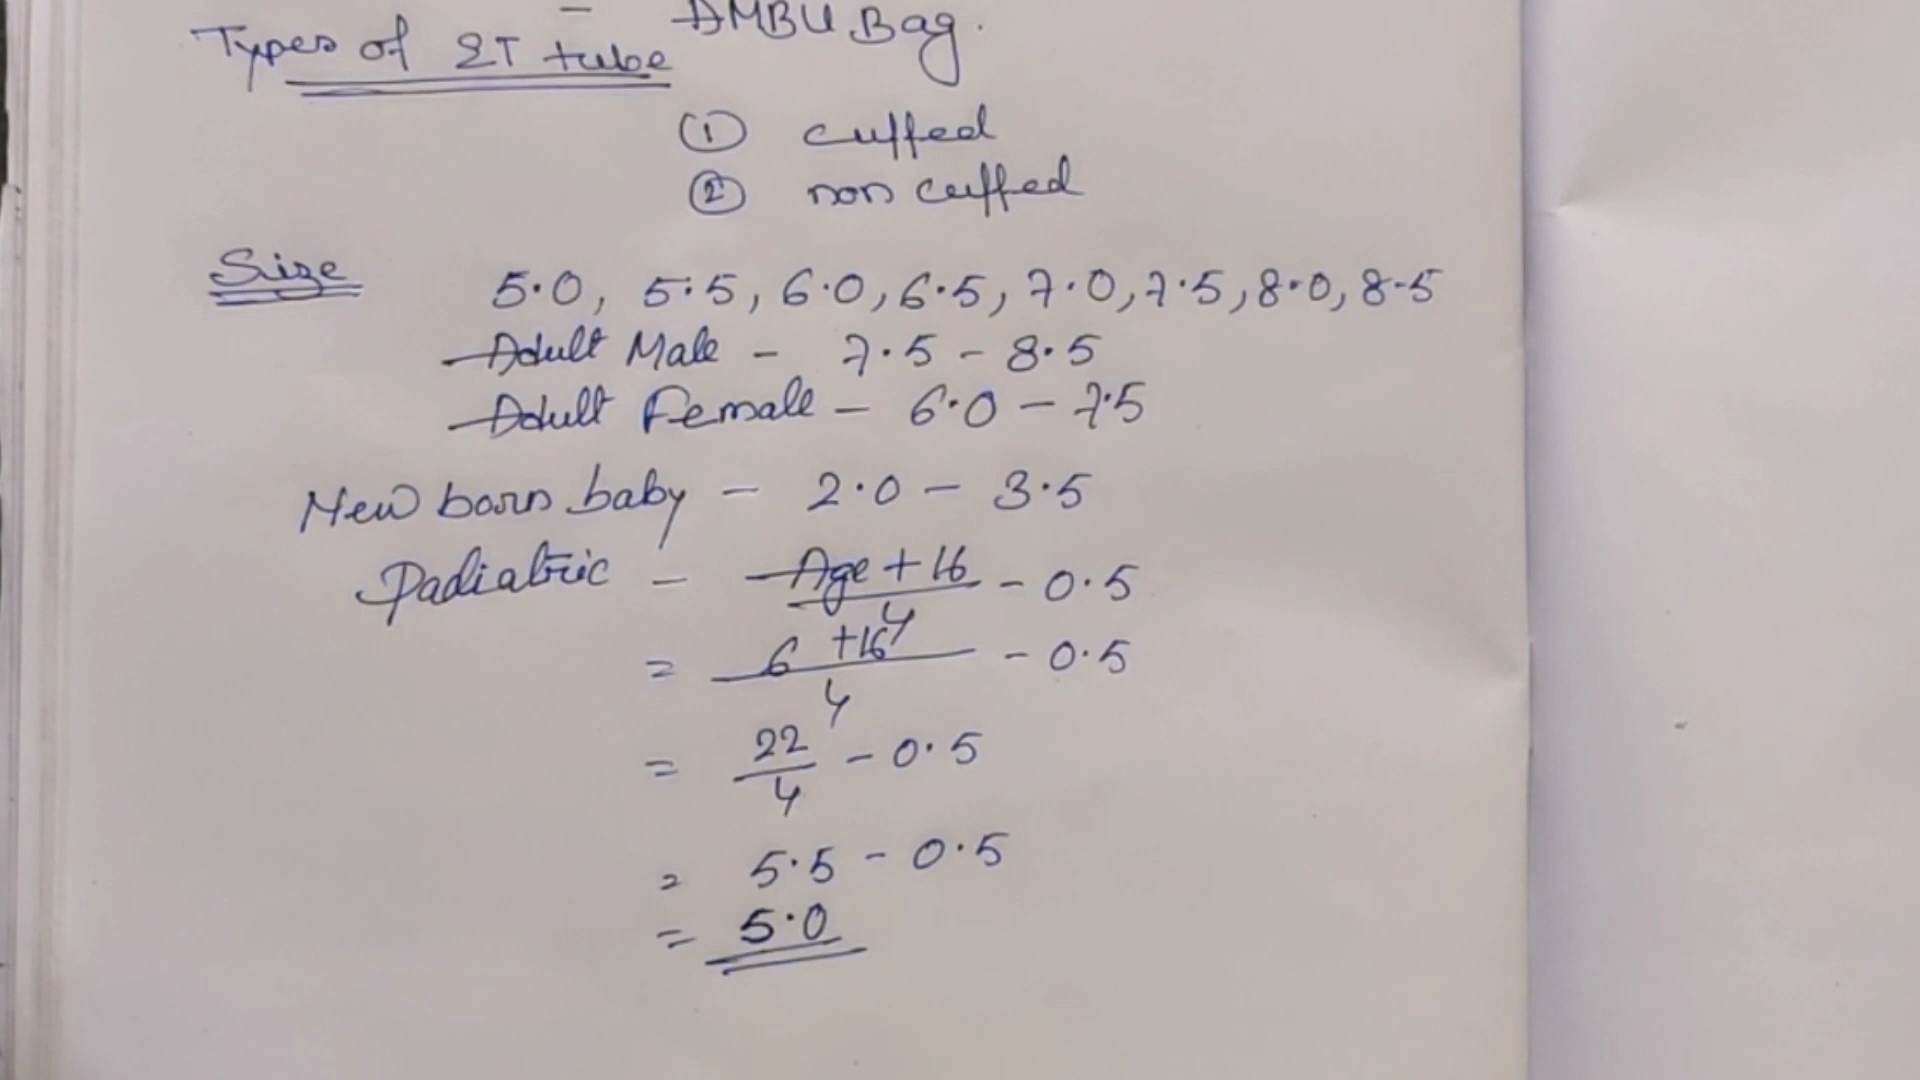 - AMBU Bag.
Types of ET tube
① cuffed
② non cuffed
Size 5.0, 5.5, 6.0, 6.5, 7.0, 7.5, 8.0, 8.5
Adult Male - 7.5 - 8.5
Adult Female - 6.0 - 7.5
New born baby - 2.0 - 3.5
Padiatric - Age + 16 / 4 - 0.5
= 6 + 16 / 4 - 0.5
= 22 / 4 - 0.5
= 5.5 - 0.5
= 5.0